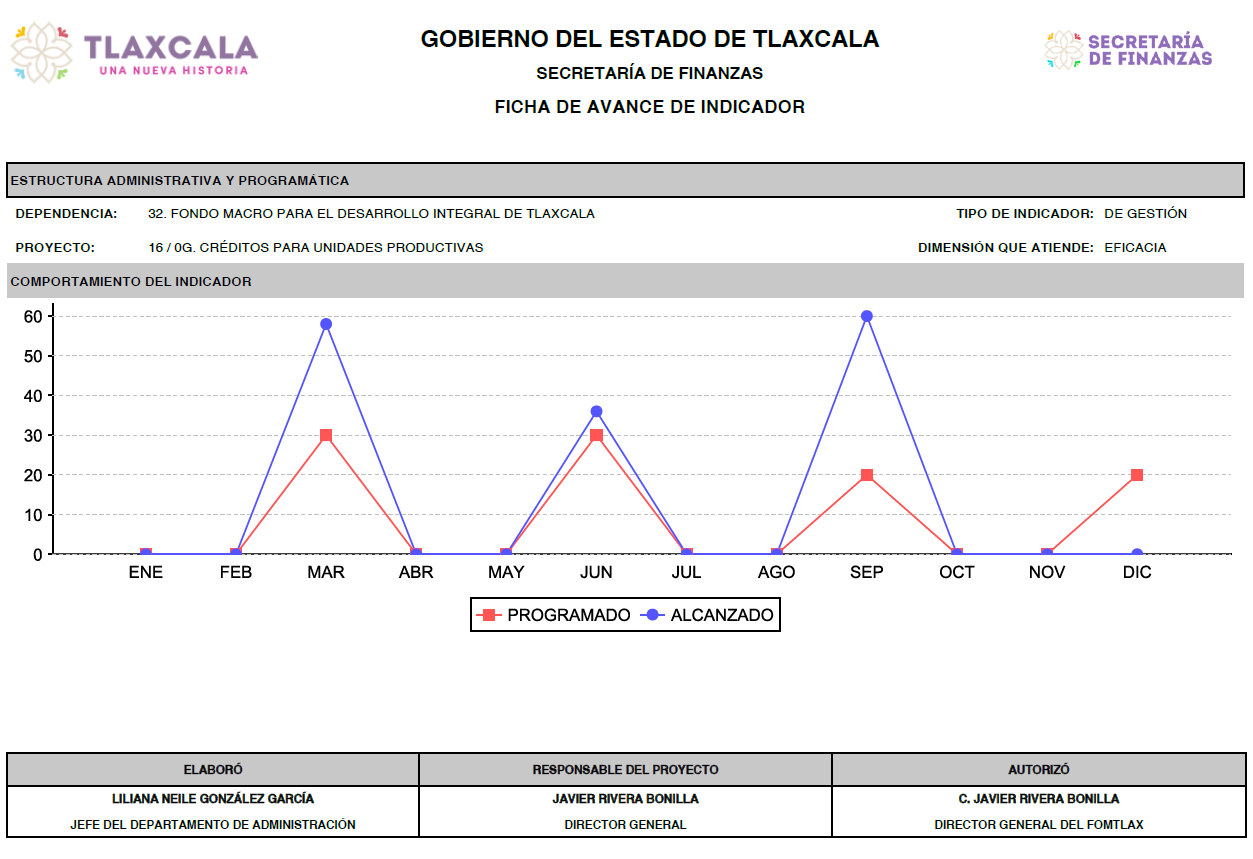 TLAXCALA
UNA NUEVA HISTORIA
GOBIERNO DEL ESTADO DE TLAXCALA
SECRETARÍA DE FINANZAS
FICHA DE AVANCE DE INDICADOR
SECRETARÍA
DE FINANZAS
ESTRUCTURA ADMINISTRATIVA Y PROGRAMÁTICA
DEPENDENCIA: 32. FONDO MACRO PARA EL DESARROLLO INTEGRAL DE TLAXCALA TIPO DE INDICADOR: DE GESTIÓN
PROYECTO: 16 / 0G. CRÉDITOS PARA UNIDADES PRODUCTIVAS DIMENSIÓN QUE ATIENDE: EFICACIA
COMPORTAMIENTO DEL INDICADOR
60
50
40
30
20
10
0
ENE FEB MAR ABR MAY JUN JUL AGO SEP OCT NOV DIC
PROGRAMADO ALCANZADO
ELABORÓ RESPONSABLE DEL PROYECTO AUTORIZÓ
LILIANA NEILE GONZÁLEZ GARCÍA JAVIER RIVERA BONILLA C. JAVIER RIVERA BONILLA
JEFE DEL DEPARTAMENTO DE ADMINISTRACIÓN DIRECTOR GENERAL DIRECTOR GENERAL DEL FOMTLAX